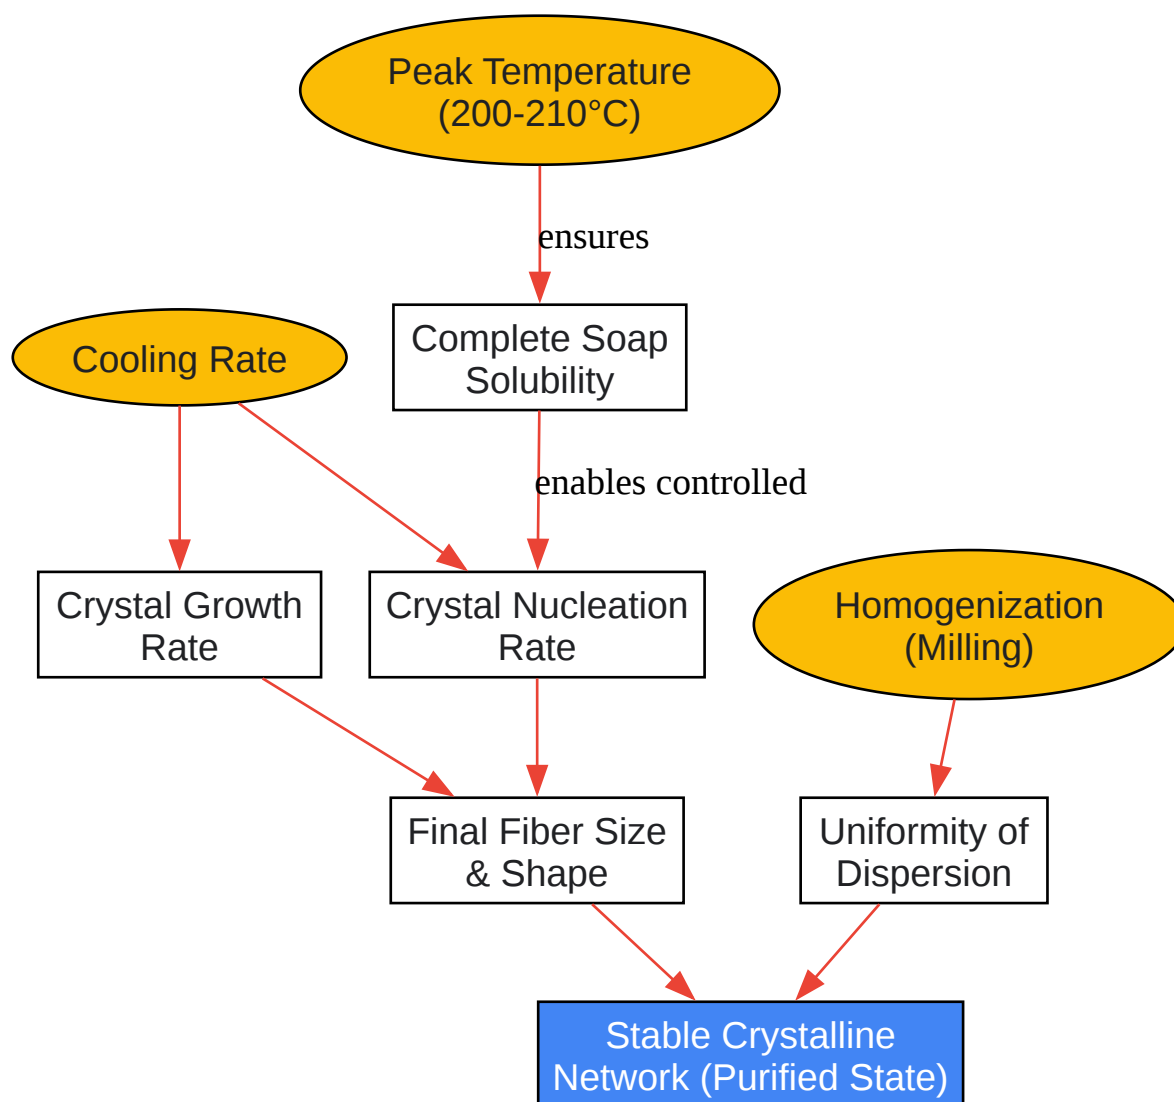 Peak Temperature
(200-210°C)
ensures
Complete Soap
Solubility
Cooling Rate
enables controlled
Crystal Growth
Rate
Crystal Nucleation
Rate
Homogenization
(Milling)
Final Fiber Size
& Shape
Uniformity of
Dispersion
Stable Crystalline
Network (Purified State)